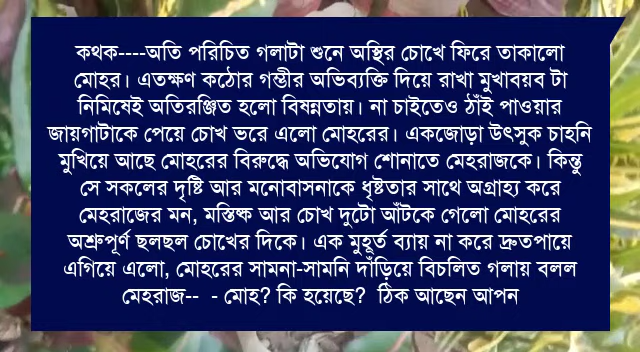 কথক----অতি পরিচিত গলাটা শুনে অস্থির চোখে ফিরে তাকালো
মোহর। এতক্ষণ কঠোর গম্ভীর অভিব্যক্তি দিয়ে রাখা মুখাবয়ব টা
নিমিষেই অতিরঞ্জিত হলো বিষন্নতায়। না চাইতেও ঠাঁই পাওয়ার
জায়গাটাকে পেয়ে চোখ ভরে এলো মোহরের। একজোড়া উৎসুক চাহনি
মুখিয়ে আছে মোহরের বিরুদ্ধে অভিযোগ শোনাতে মেহরাজকে। কিন্তু
সে সকলের দৃষ্টি আর মনোবাসনাকে ধৃষ্টতার সাথে অগ্রাহ্য করে
মেহরাজের মন, মস্তিষ্ক আর চোখ দুটো আঁটকে গেলো মোহরের
অশ্রুপূর্ণ ছলছল চোখের দিকে। এক মুহূর্ত ব্যায় না করে দ্রুতপায়ে
এগিয়ে এলো, মোহরের সামনা-সামনি দাঁড়িয়ে বিচলিত গলায় বলল
মেহরাজ-- - মোহ? কি হয়েছে? ঠিক আছেন আপন